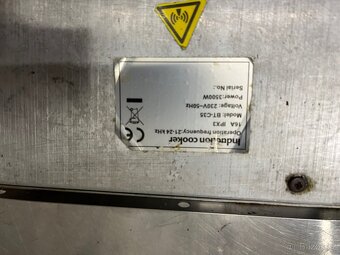 Induction cooker
Operation frequency: 21-24 kHz
16A IPX3
Model: BT-C35
Voltage: 230V~50Hz
Power: 3500W
Serial No.:
CE